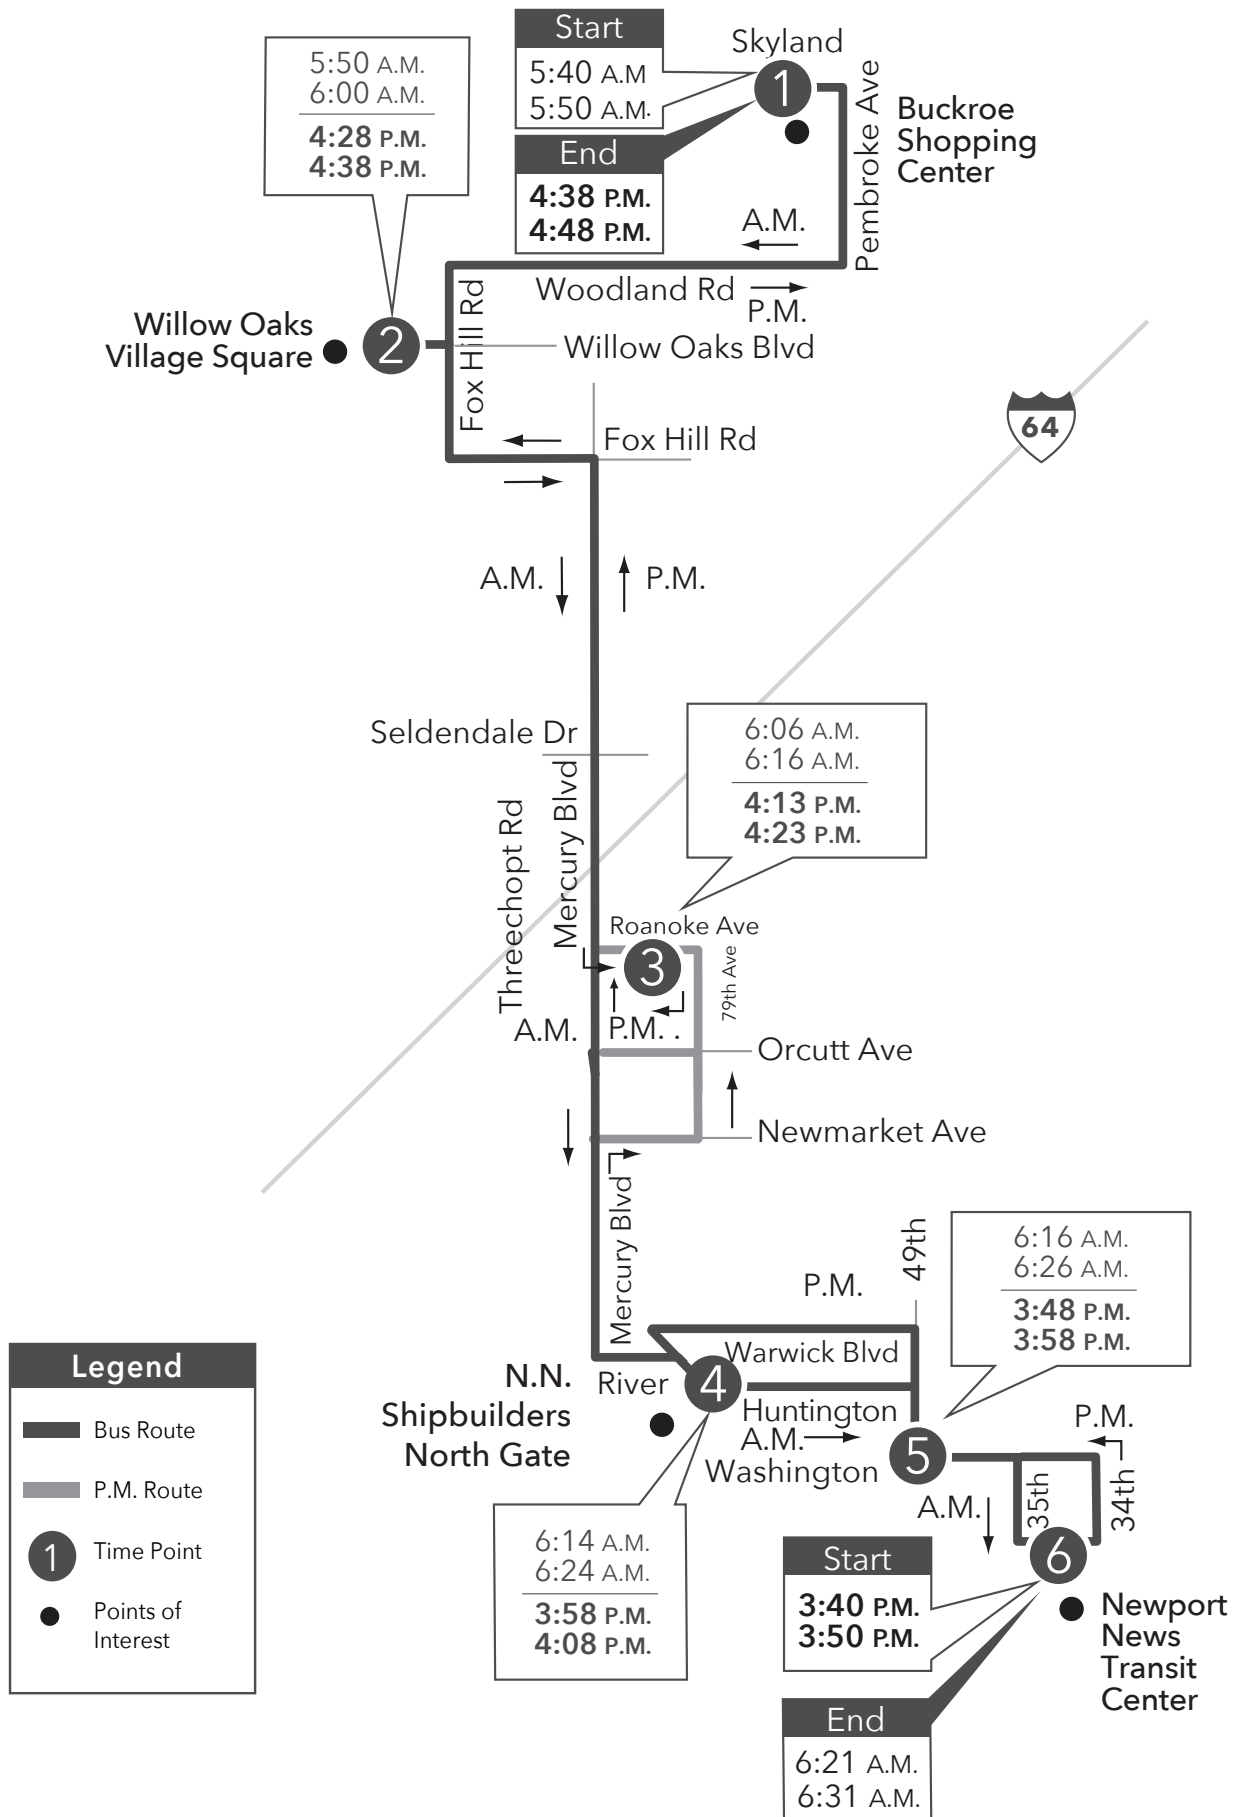 Start
5:40 A.M
5:50 A.M.
End
4:38 P.M.
4:48 P.M.
Skyland
1
Pembroke Ave
Buckroe
Shopping
Center
5:50 A.M.
6:00 A.M.
4:28 P.M.
4:38 P.M.
A.M.
Woodland Rd
P.M.
Willow Oaks
Village Square
2
Fox Hill Rd
Willow Oaks Blvd
64
Fox Hill Rd
A.M.
P.M.
Seldendale Dr
Mercury Blvd
Threechopt Rd
6:06 A.M.
6:16 A.M.
4:13 P.M.
4:23 P.M.
Roanoke Ave
3
79th Ave
A.M.
P.M. .
Orcutt Ave
Newmarket Ave
Mercury Blvd
49th
6:16 A.M.
6:26 A.M.
3:48 P.M.
3:58 P.M.
P.M.
Warwick Blvd
N.N.
Shipbuilders
North Gate
River
4
Huntington
A.M.
Washington
5
P.M.
35th
34th
A.M.
6
6:14 A.M.
6:24 A.M.
3:58 P.M.
4:08 P.M.
Start
3:40 P.M.
3:50 P.M.
End
6:21 A.M.
6:31 A.M.
Newport
News
Transit
Center
Legend
Bus Route
P.M. Route
1
Time Point
Points of
Interest